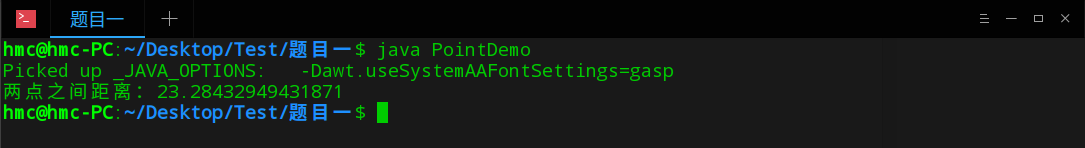 题目一
hmc@hmc-PC:~/Desktop/Test/题目一$ java PointDemo
Picked up _JAVA_OPTIONS:   -Dawt.useSystemAAFontSettings=gasp
两点之间距离: 23.28432949431871
hmc@hmc-PC:~/Desktop/Test/题目一$